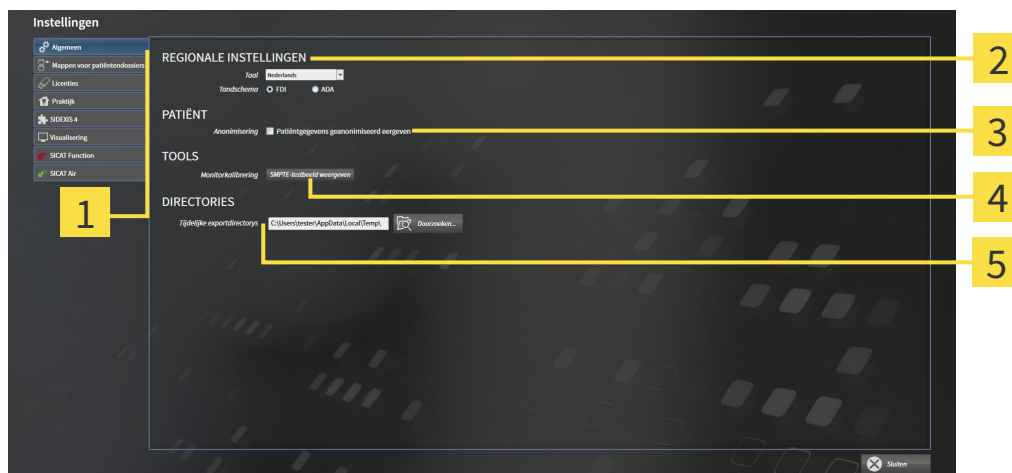 Instellingen
Algemeen
Mappen voor patiëntendossiers
Licenties
Praktijk
SIDEXIS 4
Visualisering
SICAT Function
SICAT Air
REGIONALE INSTELLINGEN
Taal Nederlands
Tandschema FDI ADA
PATIËNT
Anonimisering Patiëntgegevens geanonimiseerd eergeven
TOOLS
Monitorkalibrering SMPTE-testbeeld weergeven
DIRECTORIES
Tijdelijke exportdirectorys C:\Users\tester\AppData\Local\Temp\ Doorzoeken...
Sluiten
1
2
3
4
5